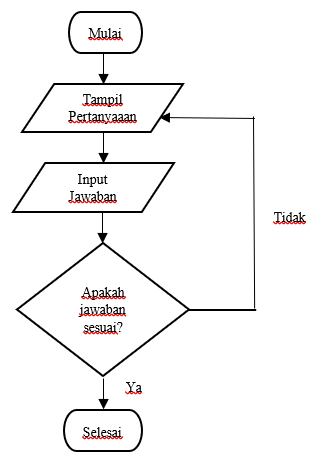 Mulai
Tampil
Pertanyaaan
Input
Jawaban
Tidak
Apakah
jawaban
sesuai?
Ya
Selesai